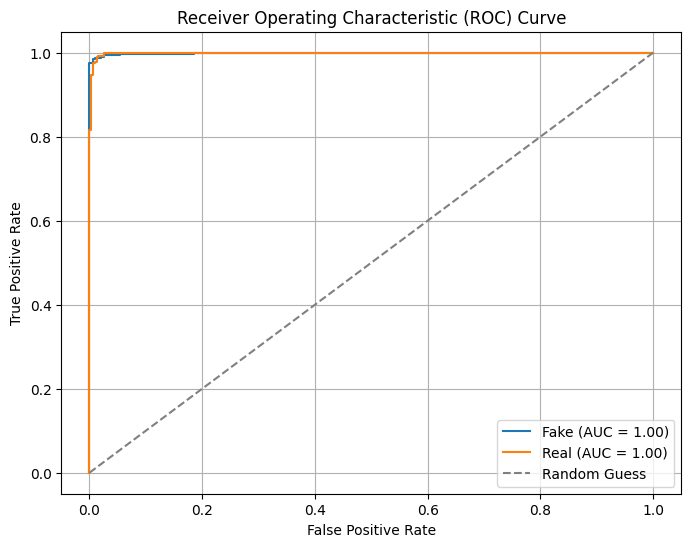 Receiver Operating Characteristic (ROC) Curve
True Positive Rate
1.0
0.8
0.6
0.4
0.2
0.0
0.0 0.2 0.4 0.6 0.8 1.0
False Positive Rate
Fake (AUC = 1.00)
Real (AUC = 1.00)
Random Guess